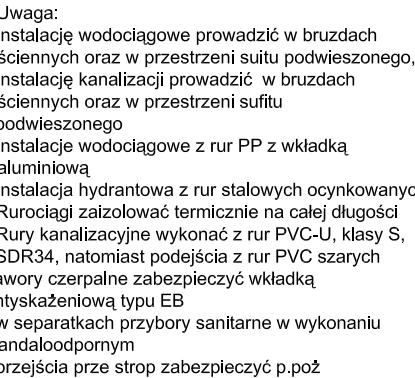 Uwaga:
nstalację wodociągowe prowadzić w bruzdach
ściennych oraz w przestrzeni suitu podwieszonego,
nstalację kanalizacji prowadzić w bruzdach
ściennych oraz w przestrzeni sufitu
podwieszonego
nstalacje wodociągowe z rur PP z wkładką
aluminiową
nstalacja hydrantowa z rur stalowych ocynkowanyc
Rurociągi zaizolować termicznie na całej długości
Rury kanalizacyjne wykonać z rur PVC-U, klasy S,
SDR34, natomiast podejścia z rur PVC szarych
awory czerpalne zabezpieczyć wkładką
ntyskażeniową typu EB
w separatkach przybory sanitarne w wykonaniu
andaloodpornym
przejścia prze strop zabezpieczyć p.poż